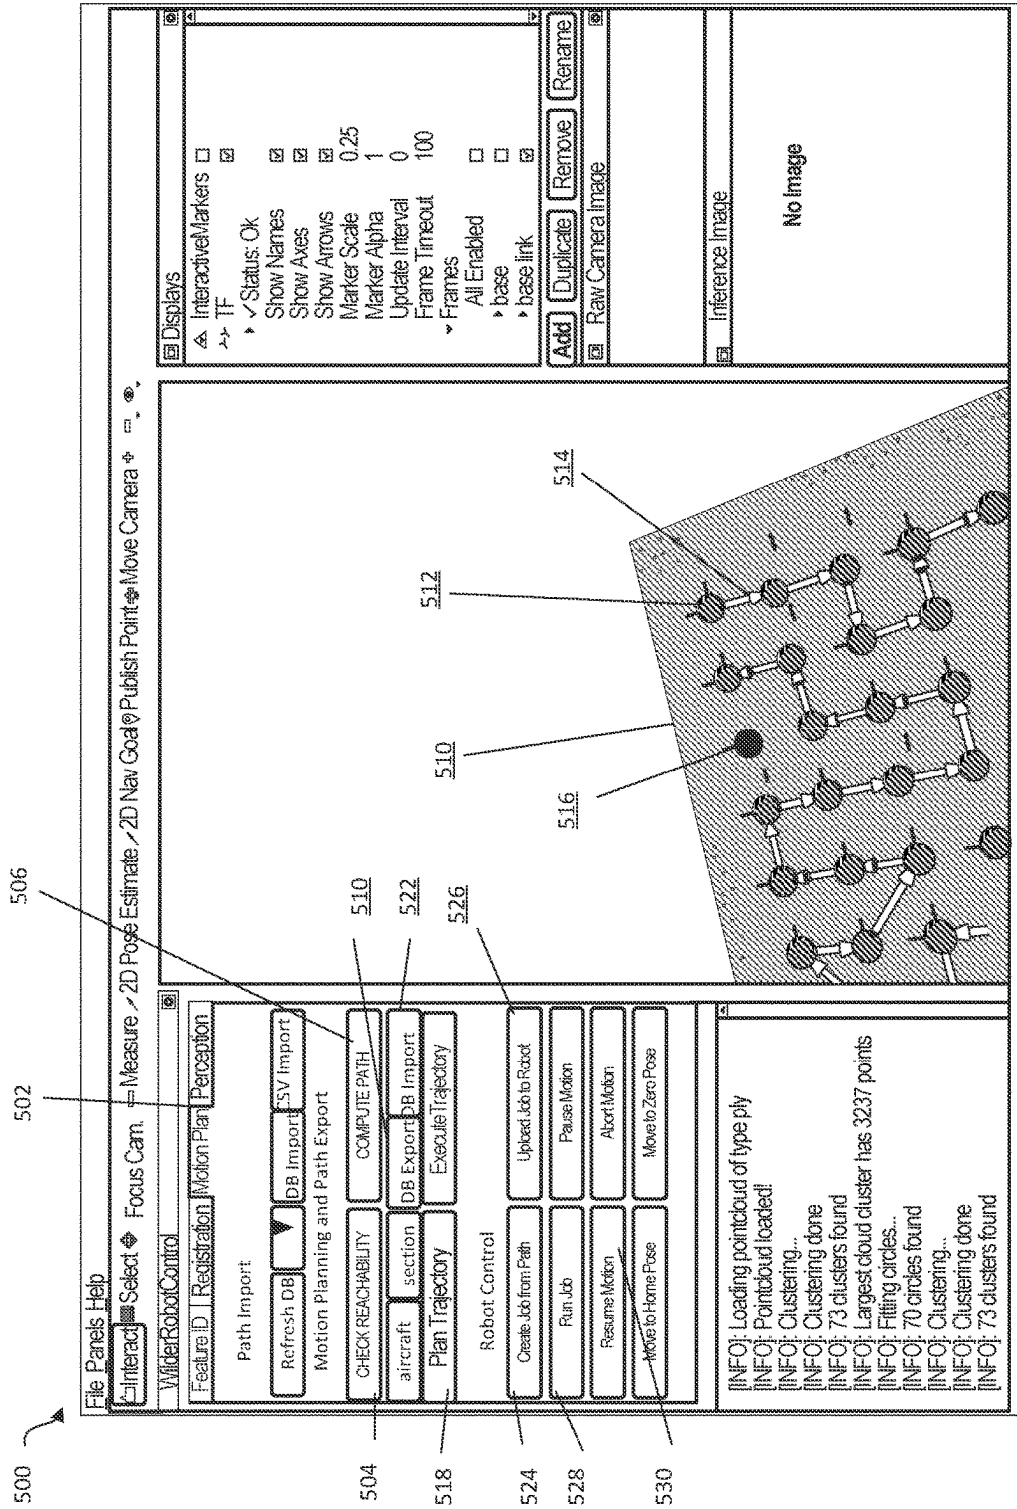 500
502
506
File Panels Help
Interact Select Focus Cam. Measure 2D Pose Estimate 2D Nav Goal Publish Point Move Camera
WilderRobotControl
Feature ID Registration Motion Plan Perception
Path Import
Refresh DB DB Import CSV Import
Motion Planning and Path Export
CHECK REACHABILITY COMPUTE PATH
aircraft section DB Export DB Import
Plan Trajectory Execute Trajectory
Robot Control
Create Job from Path Upload Job to Robot
Run Job Pause Motion
Resume Motion Abort Motion
Move to Home Pose Move to Zero Pose
504
518
524
528
530
510
522
526
[INFO]: Loading pointcloud of type ply
[INFO]: Pointcloud loaded!
[INFO]: Clustering...
[INFO]: Clustering done
[INFO]: 73 clusters found
[INFO]: Largest cloud cluster has 3237 points
[INFO]: Fitting circles...
[INFO]: 70 circles found
[INFO]: Clustering...
[INFO]: Clustering done
[INFO]: 73 clusters found
510
516
512
514
Displays
InteractiveMarkers
TF
Status: Ok
Show Names
Show Axes
Show Arrows
Marker Scale 0.25
Marker Alpha 1
Update Interval 0
Frame Timeout 100
Frames
All Enabled
base
base link
Add Duplicate Remove Rename
Raw Camera Image
Inference Image
No Image